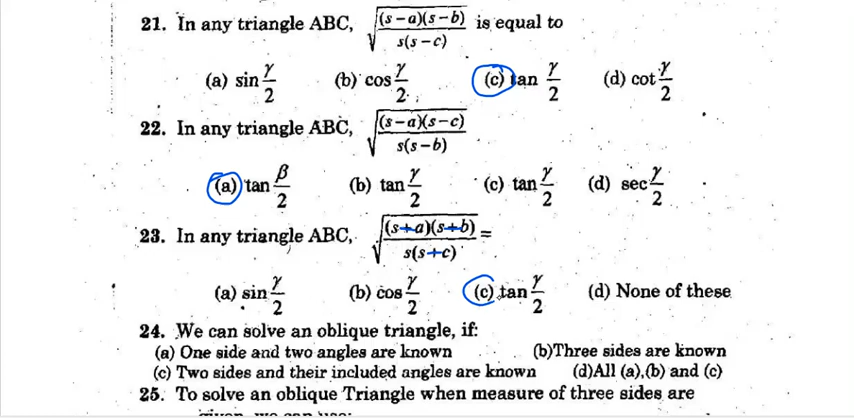 21. In any triangle ABC, √((s−a)(s−b) / s(s−c)) is equal to
(a) sin γ/2 (b) cos γ/2 (c) tan γ/2 (d) cot γ/2
22. In any triangle ABC, √((s−a)(s−c) / s(s−b))
(a) tan β/2 (b) tan γ/2 (c) tan γ/2 (d) sec γ/2
23. In any triangle ABC, √((s+a)(s+b) / s(s+c)) =
(a) sin γ/2 (b) cos γ/2 (c) tan γ/2 (d) None of these
24. We can solve an oblique triangle, if:
(a) One side and two angles are known (b)Three sides are known
(c) Two sides and their included angles are known (d)All (a),(b) and (c)
25. To solve an oblique Triangle when measure of three sides are